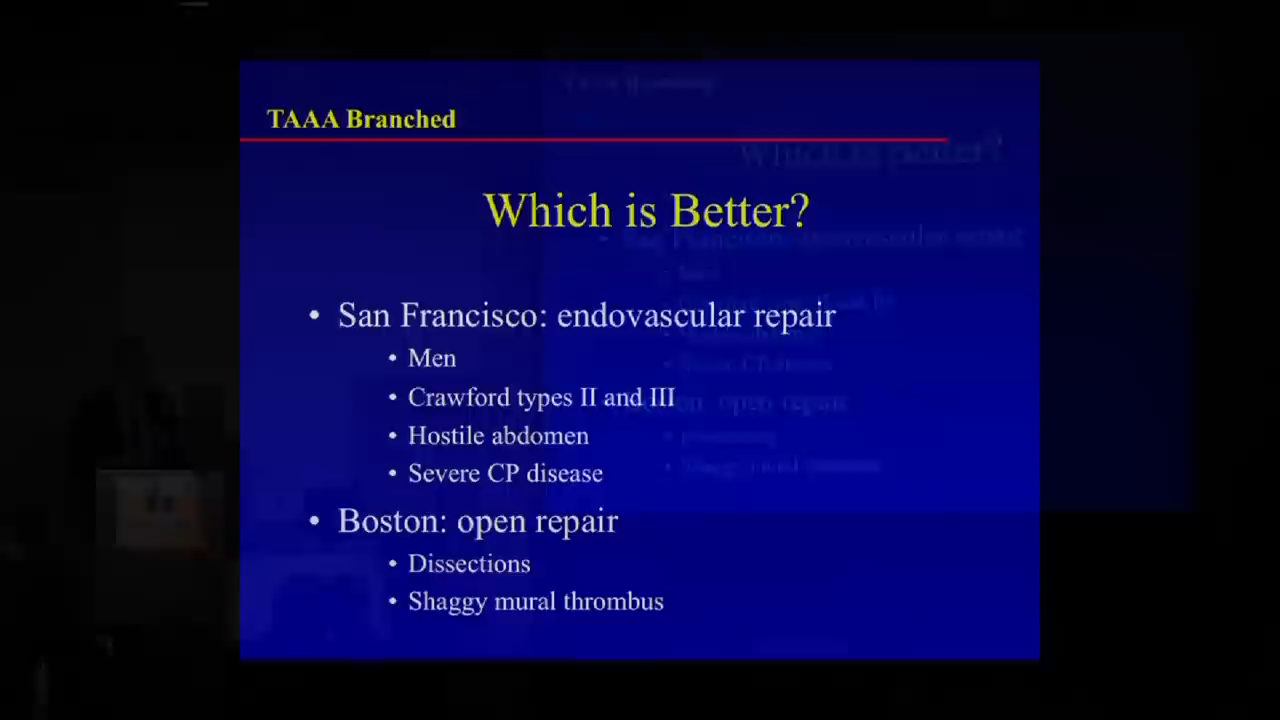 TAAA Branched
Which is Better?
• San Francisco: endovascular repair
• Men
• Crawford types II and III
• Hostile abdomen
• Severe CP disease
• Boston: open repair
• Dissections
• Shaggy mural thrombus